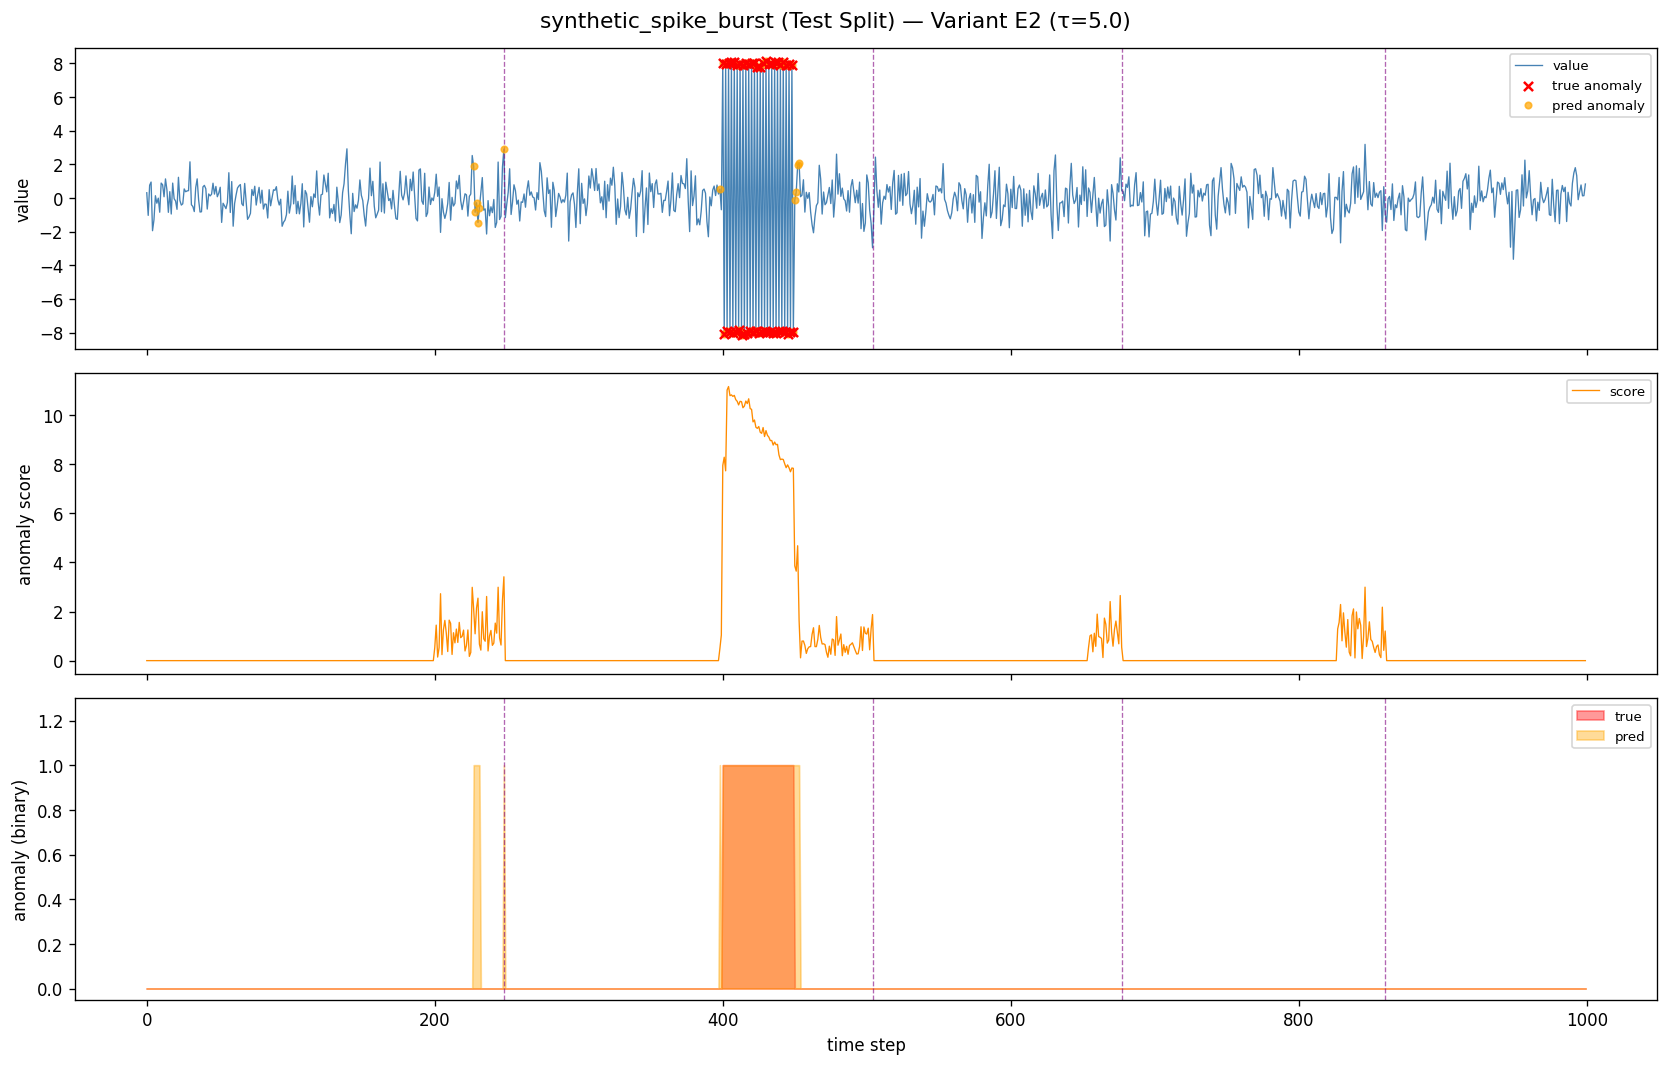 synthetic_spike_burst (Test Split) — Variant E2 (τ=5.0)
value
true anomaly
pred anomaly
8
6
4
2
0
−2
−4
−6
−8
value
score
10
8
6
4
2
0
anomaly score
true
pred
1.2
1.0
0.8
0.6
0.4
0.2
0.0
anomaly (binary)
0
200
400
600
800
1000
time step